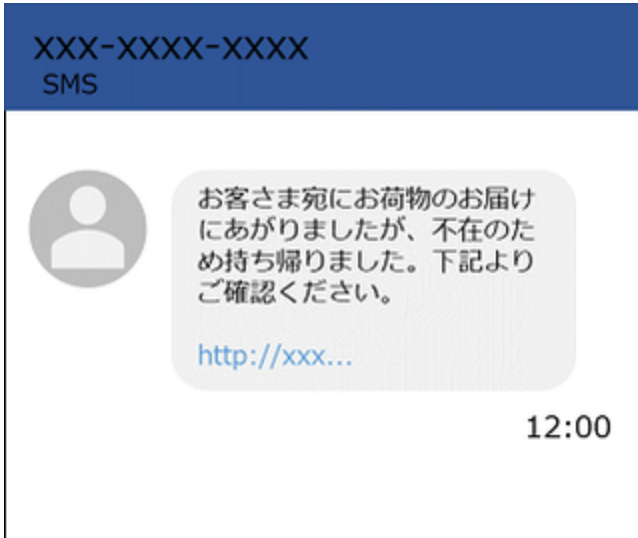 xxx-xxxx-xxxx
SMS
お客さま宛にお荷物のお届け
にあがりましたが、不在のた
め持ち帰りました。下記より
ご確認ください。
http://xxx...
12:00